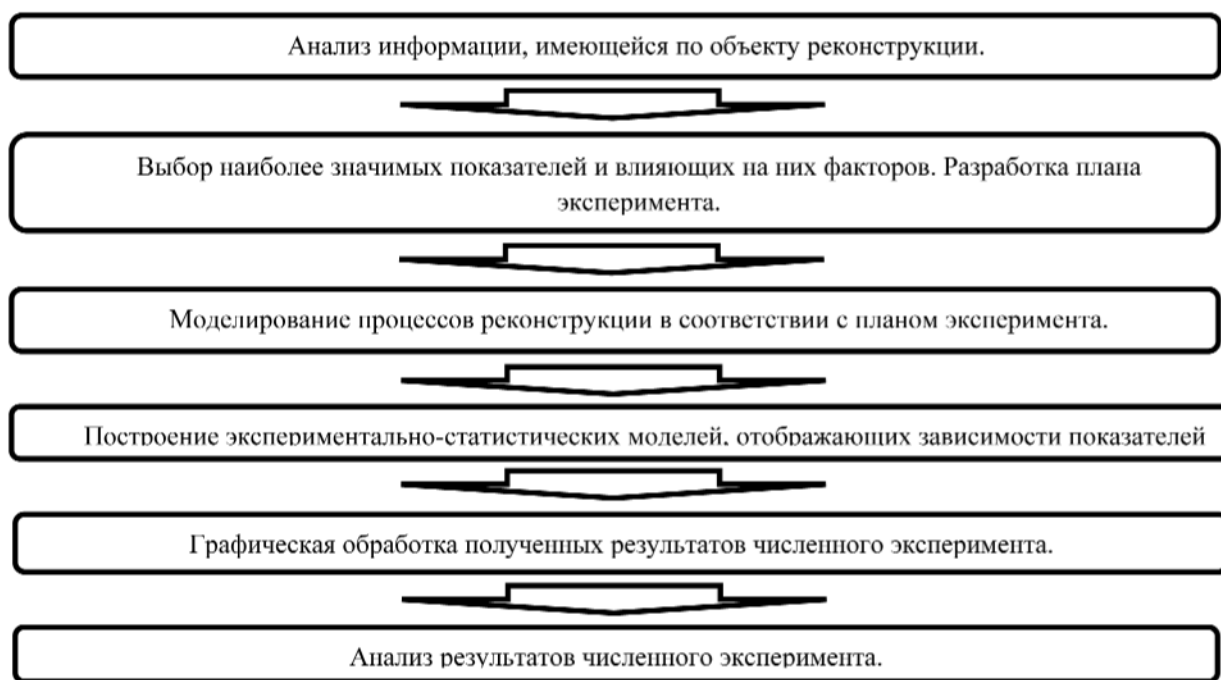 Анализ информации, имеющейся по объекту реконструкции.
Выбор наиболее значимых показателей и влияющих на них факторов. Разработка плана
эксперимента.
Моделирование процессов реконструкции в соответствии с планом эксперимента.
Построение экспериментально-статистических моделей, отображающих зависимости показателей
Графическая обработка полученных результатов численного эксперимента.
Анализ результатов численного эксперимента.